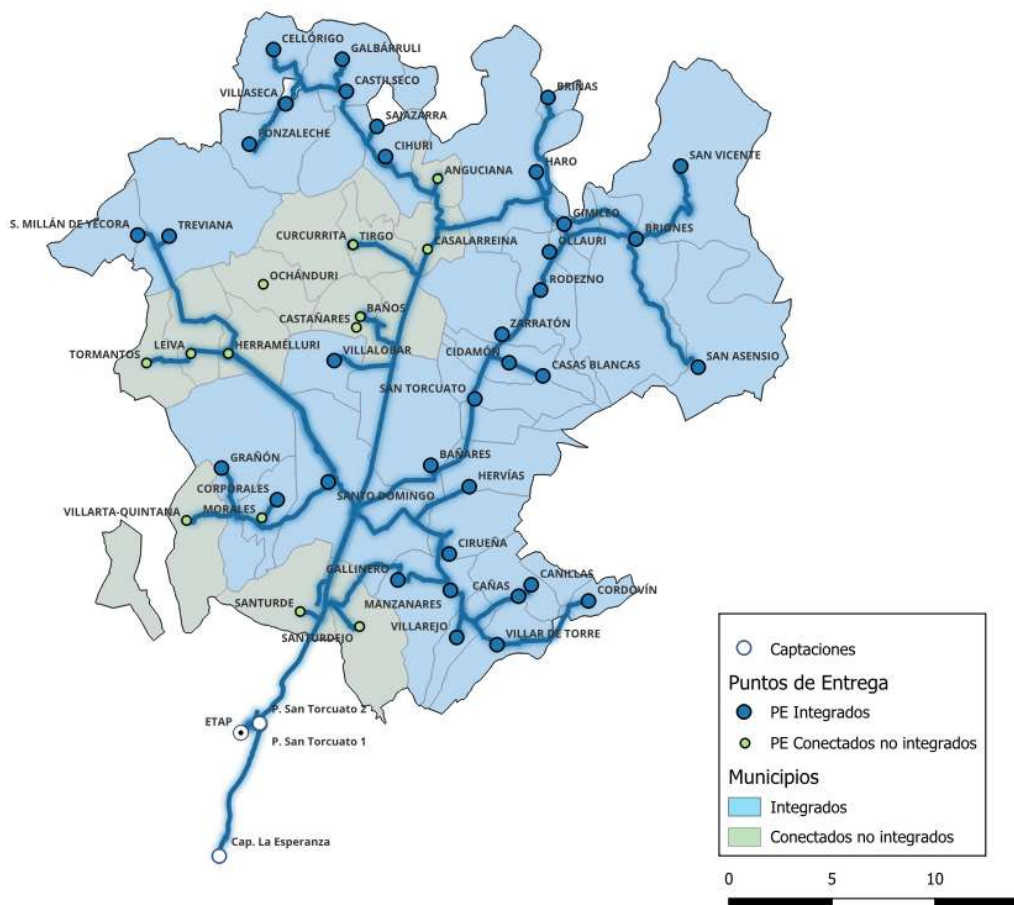 CELLÓRIGO
GALBÁRRULI
CASTILSECO
BRIÑAS
VILLASECA
SAJAZARRA
FONZALECHE
CIHURI
SAN VICENTE
ANGUCIANA
HARO
GIMILEO
S. MILLÁN DE YÉCORA
TREVIANA
CURCURRITA
TIRGO
CASALARREINA
OLLAURI
BRIONES
OCHÁNDURI
RODEZNO
BAÑOS
CASTAÑARES
ZARRATÓN
LEIVA
HERRAMÉLLURI
TORMANTOS
VILLALOBAR
CIDAMÓN
CASAS BLANCAS
SAN ASENSIO
SAN TORCUATO
GRAÑÓN
BAÑARES
HERVÍAS
CORPORALES
SANTO DOMINGO
VILLARTA-QUINTANA
MORALES
CIRUEÑA
GALLINERO
CAÑAS
CANILLAS
CORDOVÍN
SANTURDE
MANZANARES
VILLAREJO
SANTURDEJO
VILLAR DE TORRE
ETAP
P. San Torcuato 2
P. San Torcuato 1
Cap. La Esperanza
Captaciones
Puntos de Entrega
PE Integrados
PE Conectados no integrados
Municipios
Integrados
Conectados no integrados
0 5 10